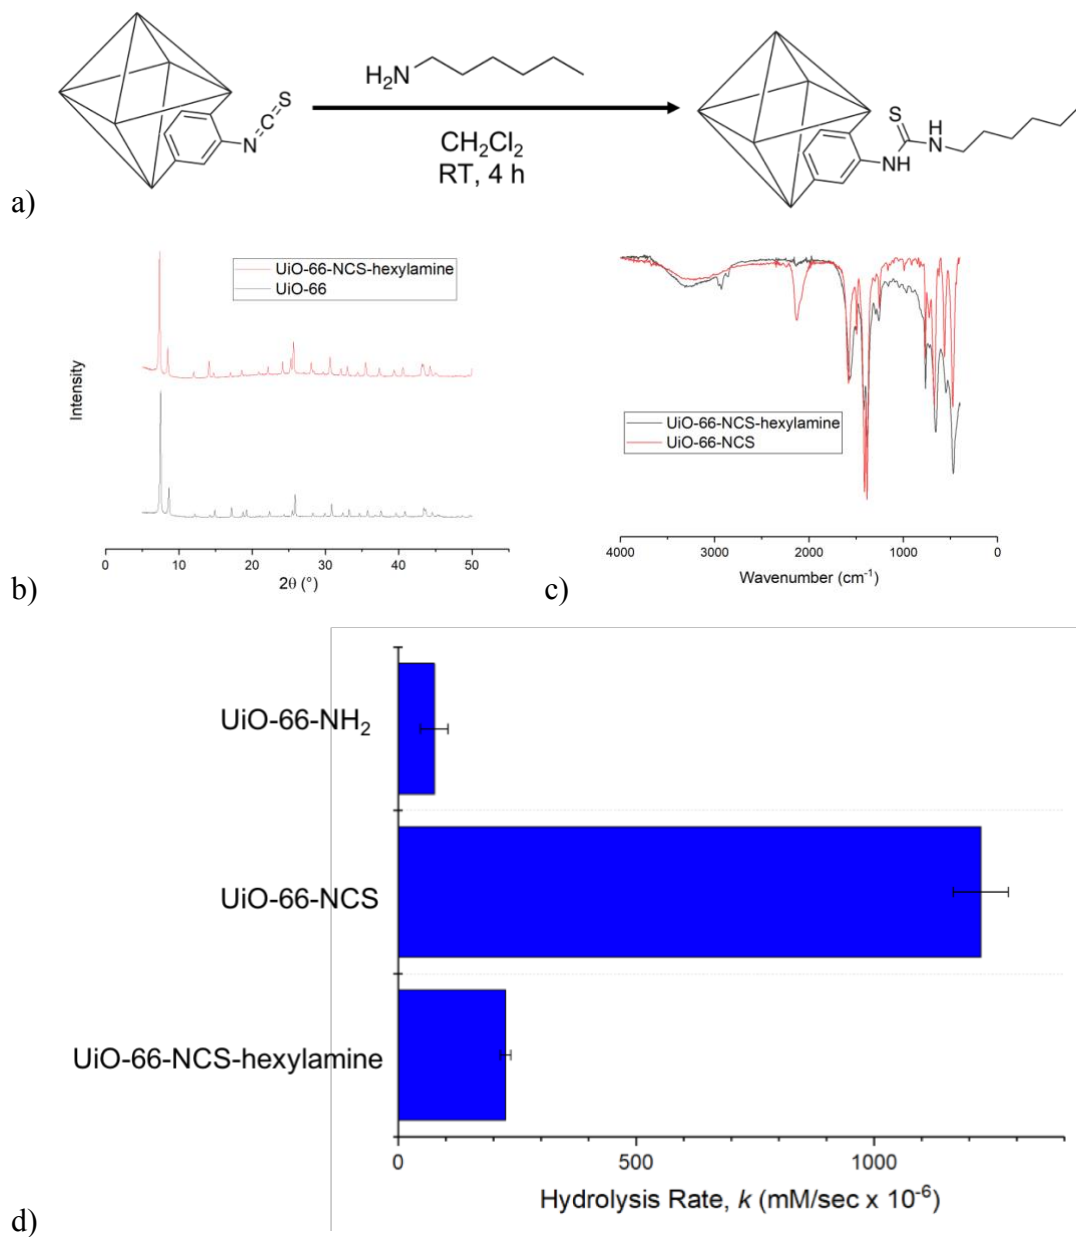 S
C
N
H₂N
CH₂Cl₂
RT, 4 h
S
H
N
NH
a)
UiO-66-NCS-hexylamine
UiO-66
Intensity
0 10 20 30 40 50
2θ (°)
b)
UiO-66-NCS-hexylamine
UiO-66-NCS
4000 3000 2000 1000 0
Wavenumber (cm⁻¹)
c)
UiO-66-NH₂
UiO-66-NCS
UiO-66-NCS-hexylamine
0 500 1000
Hydrolysis Rate, k (mM/sec x 10⁻⁶)
d)